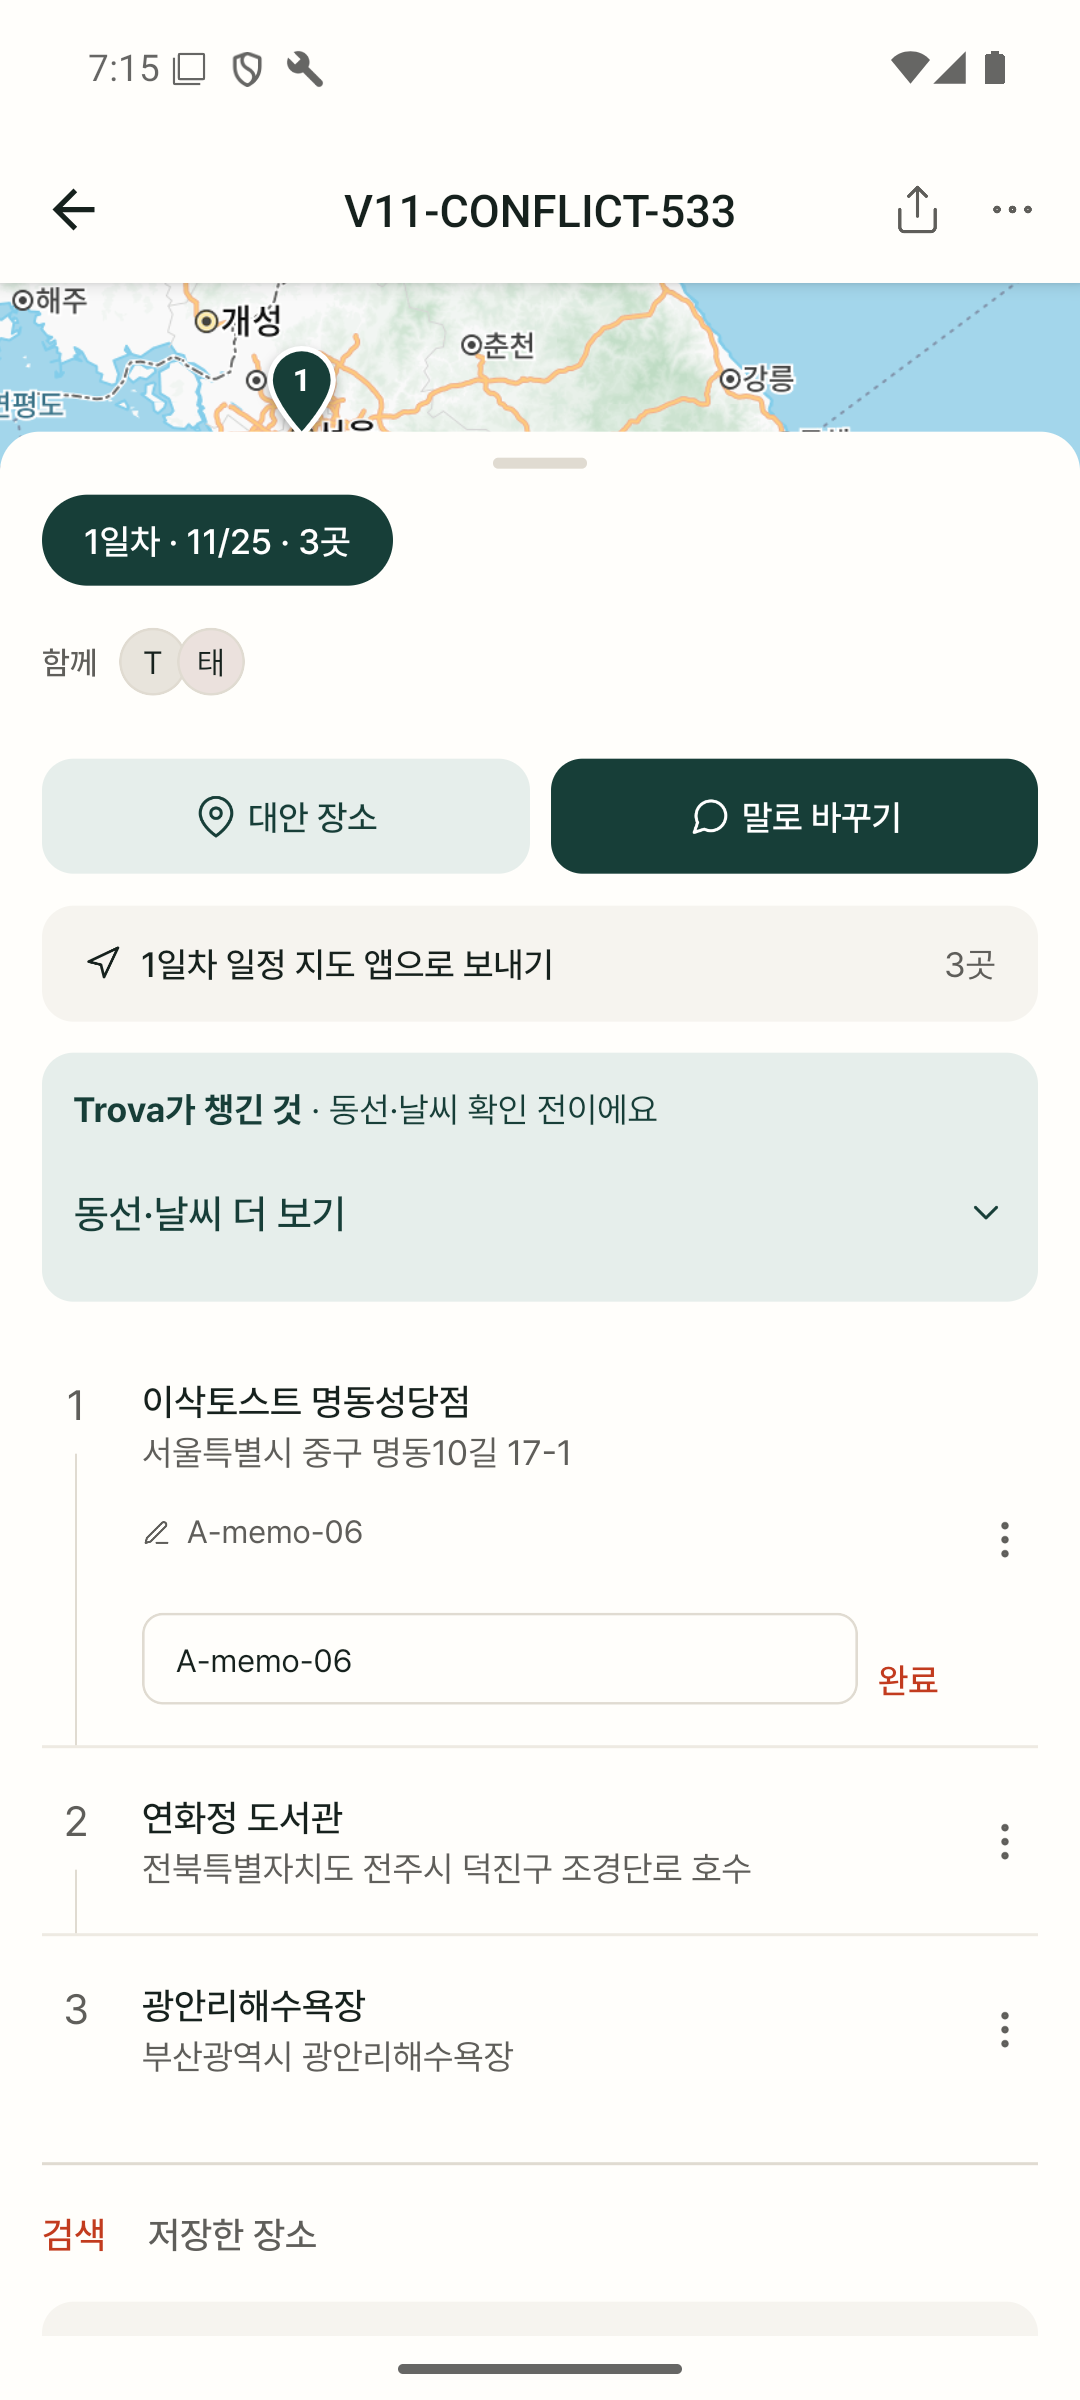 7:15
V11-CONFLICT-533
해주
개성
춘천
강릉
연평도
1
1일차 · 11/25 · 3곳
함께 T 태
대안 장소
말로 바꾸기
1일차 일정 지도 앱으로 보내기 3곳
Trova가 챙긴 것 · 동선·날씨 확인 전이에요
동선·날씨 더 보기
1 이삭토스트 명동성당점
서울특별시 중구 명동10길 17-1
A-memo-06
A-memo-06
완료
2 연화정 도서관
전북특별자치도 전주시 덕진구 조경단로 호수
3 광안리해수욕장
부산광역시 광안리해수욕장
검색 저장한 장소